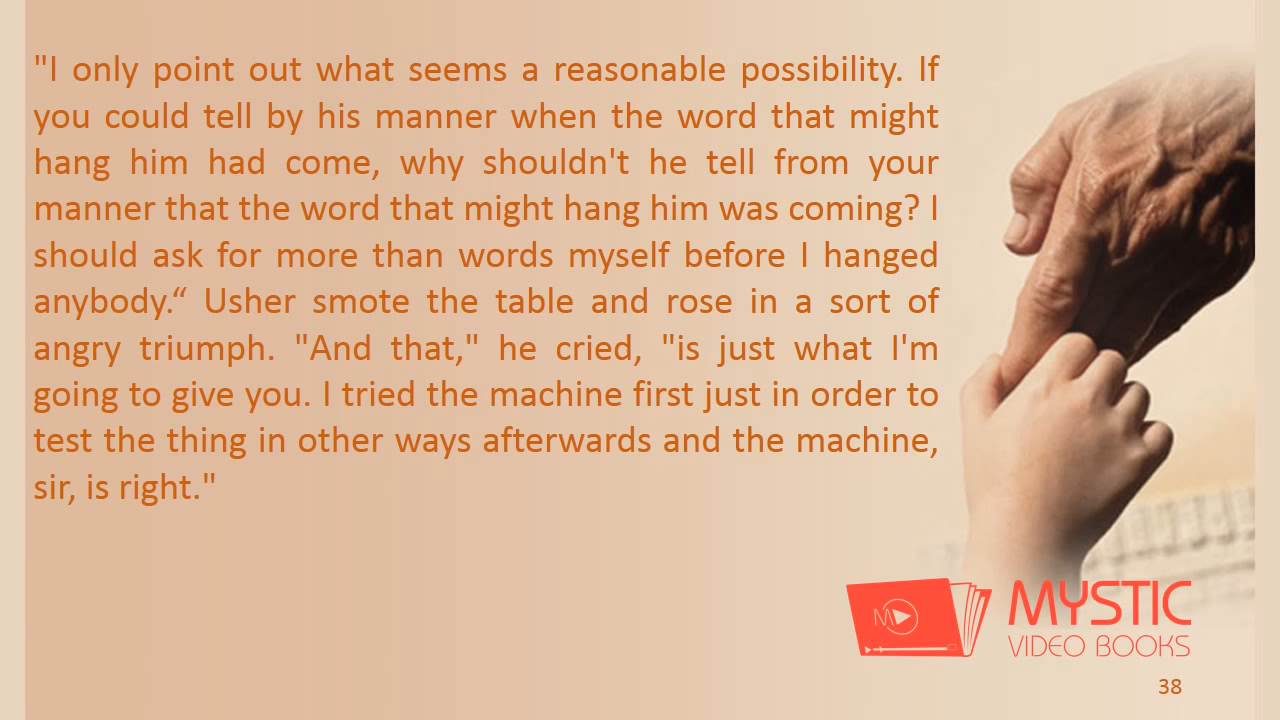 "I only point out what seems a reasonable possibility. If
you could tell by his manner when the word that might
hang him had come, why shouldn't he tell from your
manner that the word that might hang him was coming? I
should ask for more than words myself before I hanged
anybody.“ Usher smote the table and rose in a sort of
angry triumph. "And that," he cried, "is just what I'm
going to give you. I tried the machine first just in order to
test the thing in other ways afterwards and the machine,
sir, is right."
M
MYSTIC
VIDEO BOOKS
38